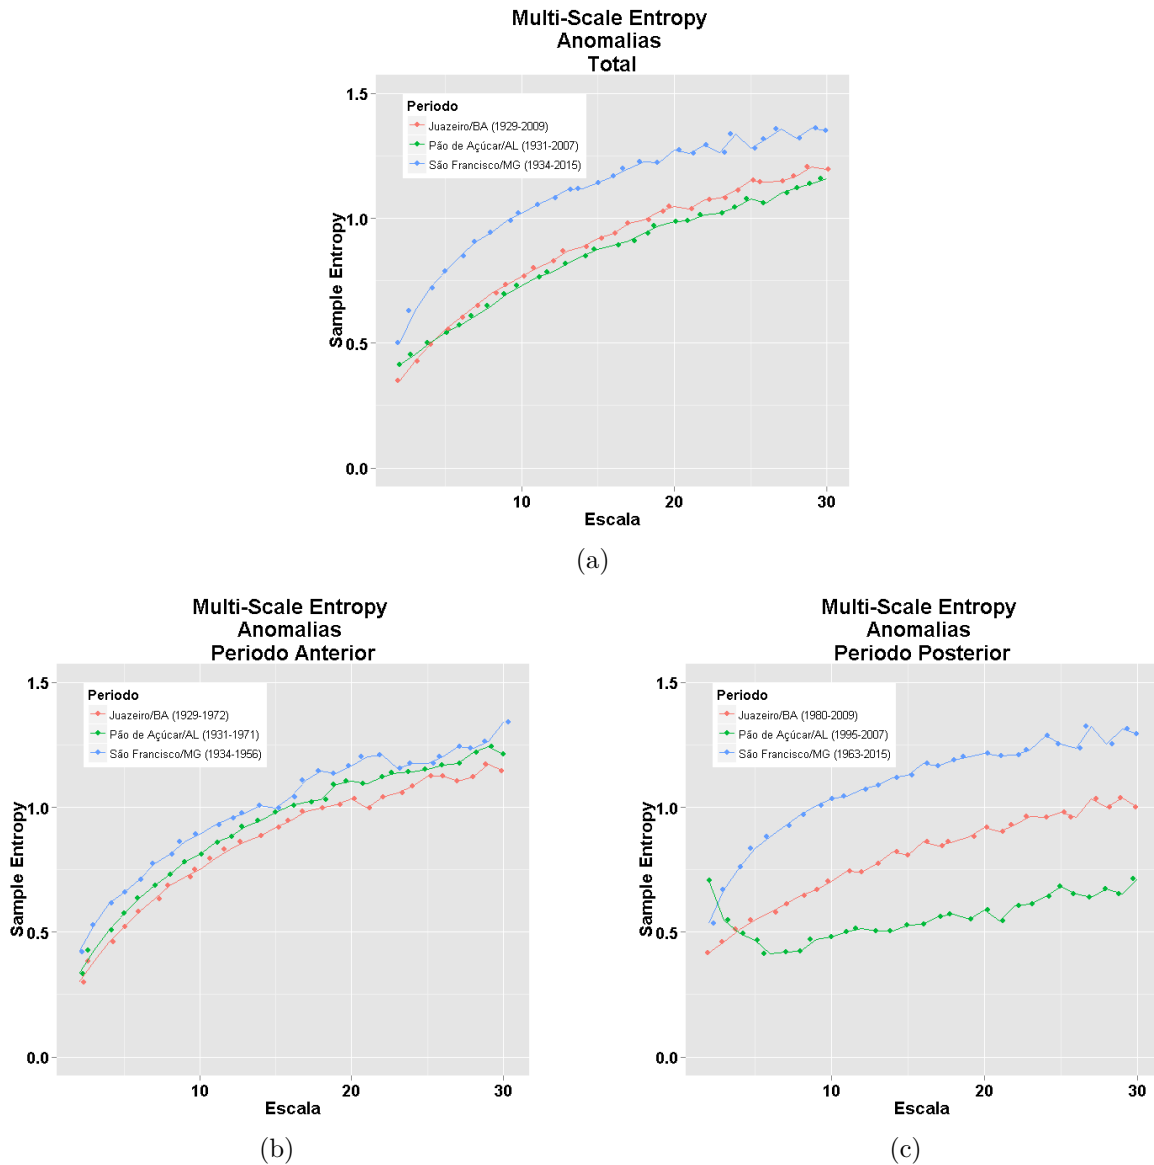 Multi-Scale Entropy
Anomalias
Total
1.5
1.0
0.5
0.0
Sample Entropy
Periodo
Juazeiro/BA (1929-2009)
Pão de Açúcar/AL (1931-2007)
São Francisco/MG (1934-2015)
10 20 30
Escala
(a)
Multi-Scale Entropy
Anomalias
Periodo Anterior
1.5
1.0
0.5
0.0
Sample Entropy
Periodo
Juazeiro/BA (1929-1972)
Pão de Açúcar/AL (1931-1971)
São Francisco/MG (1934-1956)
10 20 30
Escala
(b)
Multi-Scale Entropy
Anomalias
Periodo Posterior
1.5
1.0
0.5
0.0
Sample Entropy
Periodo
Juazeiro/BA (1980-2009)
Pão de Açúcar/AL (1995-2007)
São Francisco/MG (1963-2015)
10 20 30
Escala
(c)